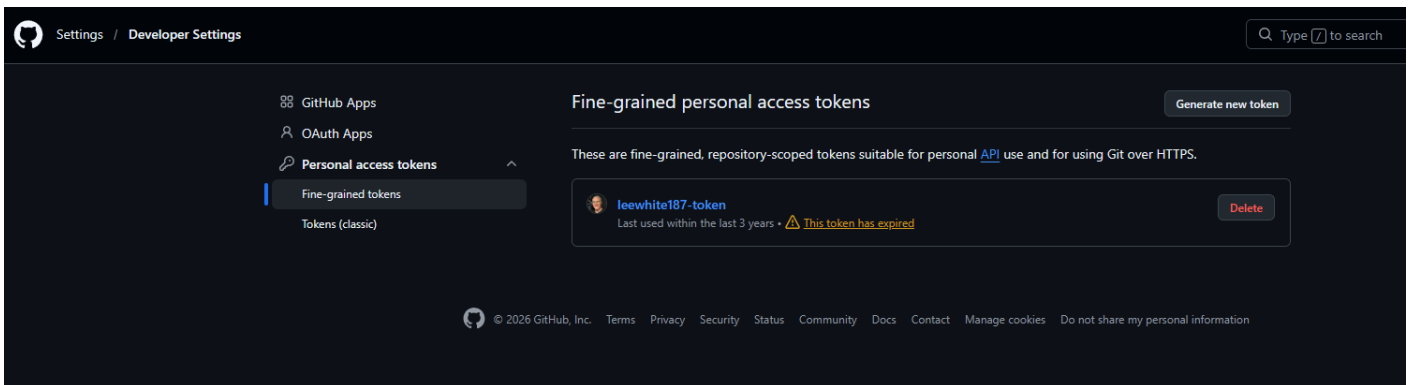 Settings / Developer Settings
Type / to search
GitHub Apps
OAuth Apps
Personal access tokens
Fine-grained tokens
Tokens (classic)
Fine-grained personal access tokens
Generate new token
These are fine-grained, repository-scoped tokens suitable for personal API use and for using Git over HTTPS.
leewhite187-token
Delete
Last used within the last 3 years • This token has expired
© 2026 GitHub, Inc. Terms Privacy Security Status Community Docs Contact Manage cookies Do not share my personal information